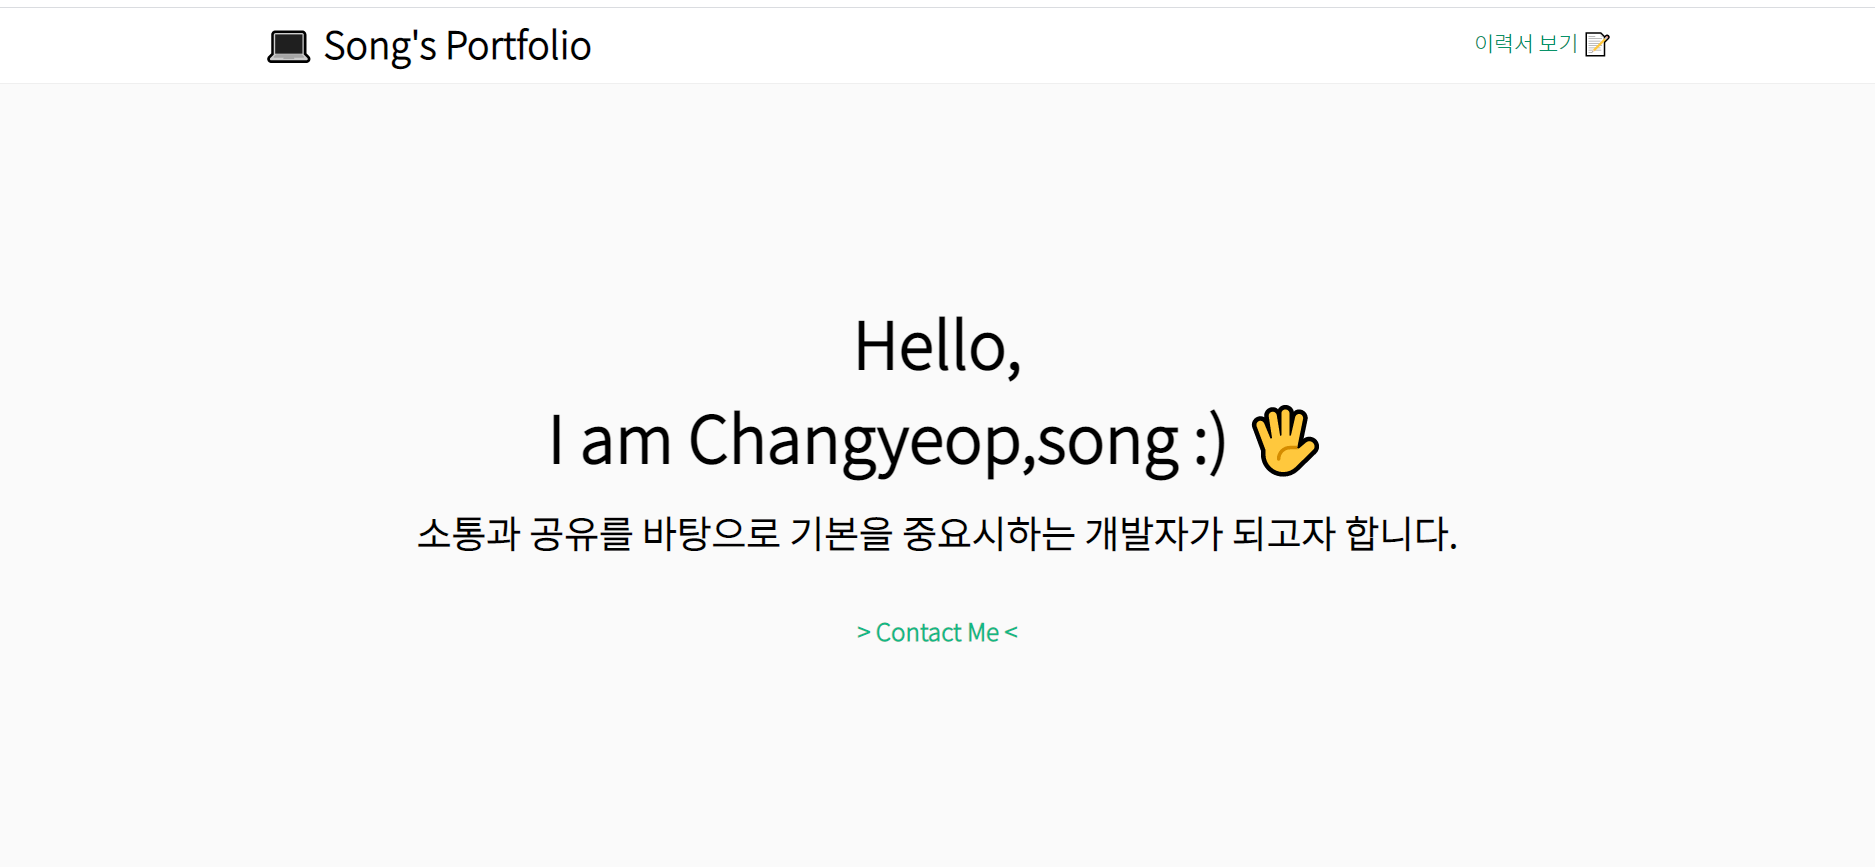 💻 Song's Portfolio
이력서 보기 📝
Hello,
I am Changyeop,song :) 🖐
소통과 공유를 바탕으로 기본을 중요시하는 개발자가 되고자 합니다.
> Contact Me <